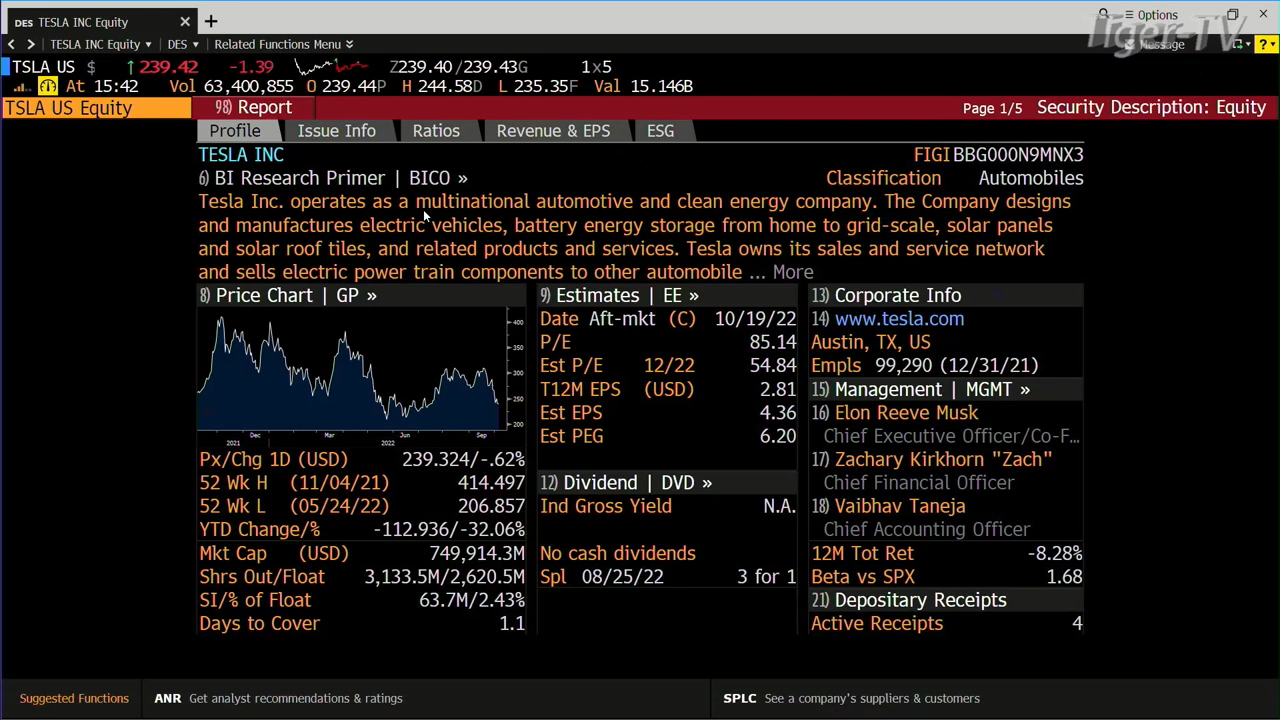 DES TESLA INC Equity
Options
Tiger-TV
TESLA INC Equity DES Related Functions Menu Message ?
TSLA US $ ↑239.42 -1.39 Z239.40/239.43G 1x5
At 15:42 Vol 63,400,855 O 239.44P H 244.58D L 235.35F Val 15.146B
TSLA US Equity 98) Report Page 1/5 Security Description: Equity
Profile Issue Info Ratios Revenue & EPS ESG
TESLA INC FIGI BBG000N9MNX3
6) BI Research Primer | BICO » Classification Automobiles
Tesla Inc. operates as a multinational automotive and clean energy company. The Company designs
and manufactures electric vehicles, battery energy storage from home to grid-scale, solar panels
and solar roof tiles, and related products and services. Tesla owns its sales and service network
and sells electric power train components to other automobile ... More
8) Price Chart | GP »
400
350
300
250
200
Dec Mar Jun Sep
2021 2022
Px/Chg 1D (USD) 239.324/-.62%
52 Wk H (11/04/21) 414.497
52 Wk L (05/24/22) 206.857
YTD Change/% -112.936/-32.06%
Mkt Cap (USD) 749,914.3M
Shrs Out/Float 3,133.5M/2,620.5M
SI/% of Float 63.7M/2.43%
Days to Cover 1.1
9) Estimates | EE »
Date Aft-mkt (C) 10/19/22
P/E 85.14
Est P/E 12/22 54.84
T12M EPS (USD) 2.81
Est EPS 4.36
Est PEG 6.20
12) Dividend | DVD »
Ind Gross Yield N.A.
No cash dividends
Spl 08/25/22 3 for 1
13) Corporate Info
14) www.tesla.com
Austin, TX, US
Empls 99,290 (12/31/21)
15) Management | MGMT »
16) Elon Reeve Musk
Chief Executive Officer/Co-F...
17) Zachary Kirkhorn "Zach"
Chief Financial Officer
18) Vaibhav Taneja
Chief Accounting Officer
12M Tot Ret -8.28%
Beta vs SPX 1.68
21) Depositary Receipts
Active Receipts 4
Suggested Functions ANR Get analyst recommendations & ratings SPLC See a company's suppliers & customers